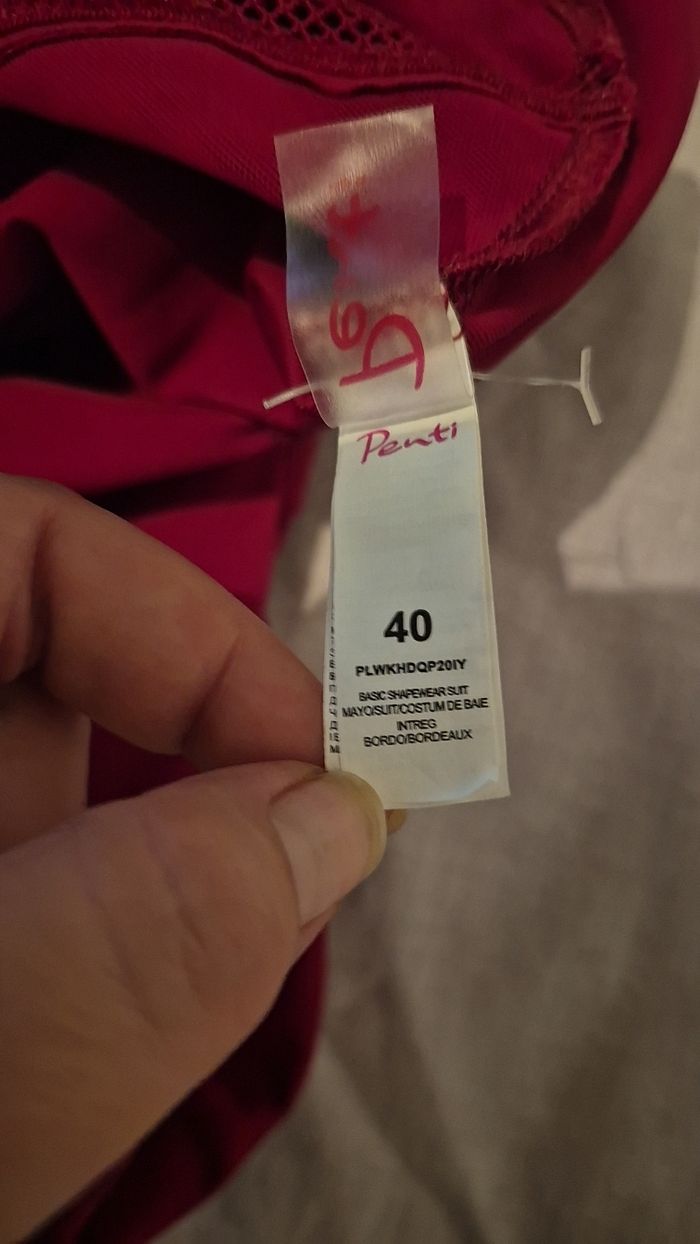 Penti
40
PLWKHDQP20IY
BASIC SHAPEWEAR SUIT
MAYO/SUIT/COSTUM DE BAIE
INTREG
BORDO/BORDEAUX